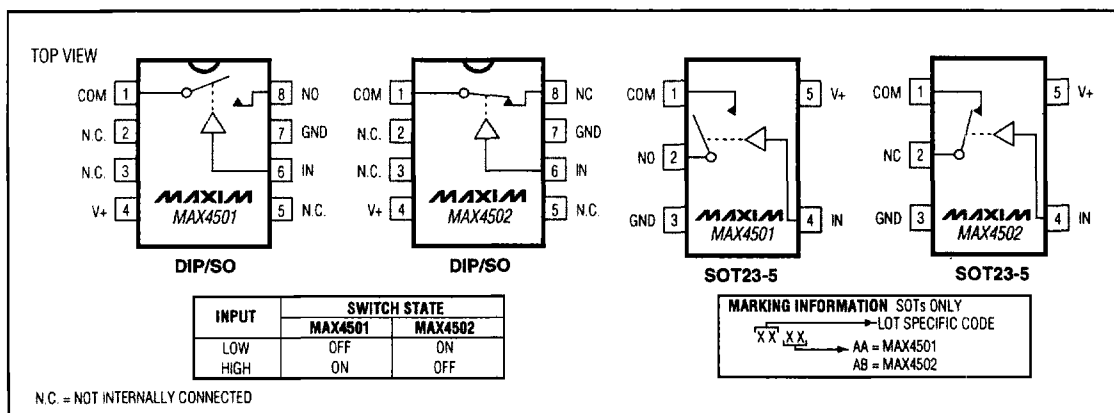 TOP VIEW
COM 1
N.C. 2
N.C. 3
V+ 4
8 NO
7 GND
6 IN
5 N.C.
MAXIM
MAX4501
DIP/SO
COM 1
N.C. 2
N.C. 3
V+ 4
8 NC
7 GND
6 IN
5 N.C.
MAXIM
MAX4502
DIP/SO
COM 1
NO 2
GND 3
5 V+
4 IN
MAXIM
MAX4501
SOT23-5
COM 1
NC 2
GND 3
5 V+
4 IN
MAXIM
MAX4502
SOT23-5
INPUT SWITCH STATE
MAX4501 MAX4502
LOW OFF ON
HIGH ON OFF
MARKING INFORMATION SOTs ONLY
LOT SPECIFIC CODE
XX XX
AA = MAX4501
AB = MAX4502
N.C. = NOT INTERNALLY CONNECTED